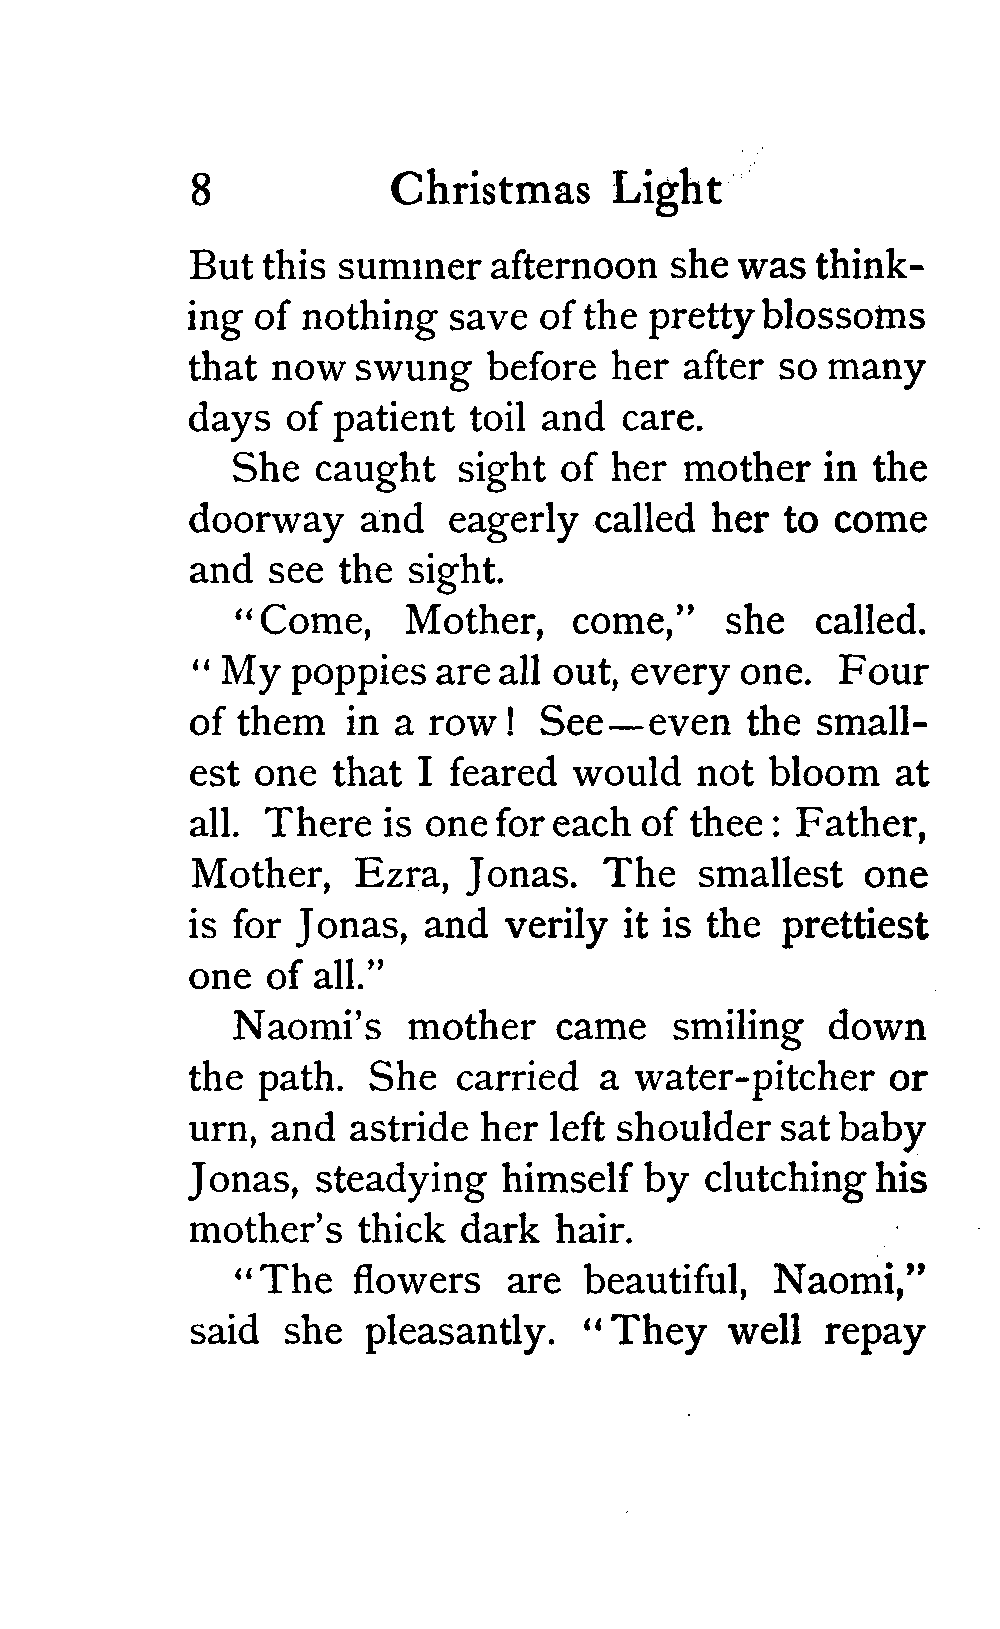 8 Christmas Light
But this summer afternoon she was think-
ing of nothing save of the pretty blossoms
that now swung before her after so many
days of patient toil and care.
She caught sight of her mother in the
doorway and eagerly called her to come
and see the sight.
"Come, Mother, come," she called.
"My poppies are all out, every one. Four
of them in a row! See—even the small-
est one that I feared would not bloom at
all. There is one for each of thee: Father,
Mother, Ezra, Jonas. The smallest one
is for Jonas, and verily it is the prettiest
one of all."
Naomi's mother came smiling down
the path. She carried a water-pitcher or
urn, and astride her left shoulder sat baby
Jonas, steadying himself by clutching his
mother's thick dark hair.
"The flowers are beautiful, Naomi,"
said she pleasantly. "They well repay